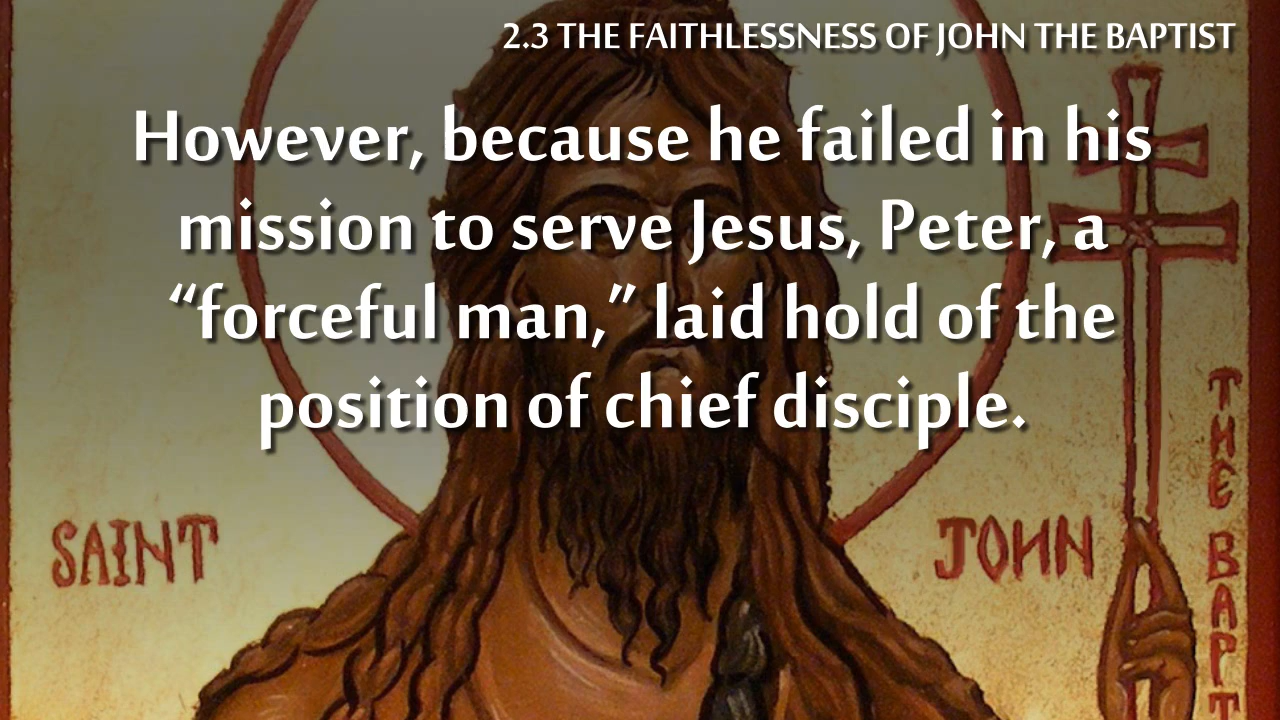 2.3 THE FAITHLESSNESS OF JOHN THE BAPTIST
However, because he failed in his
mission to serve Jesus, Peter, a
“forceful man,” laid hold of the
position of chief disciple.
SAINT
JOHN
THE BAPT